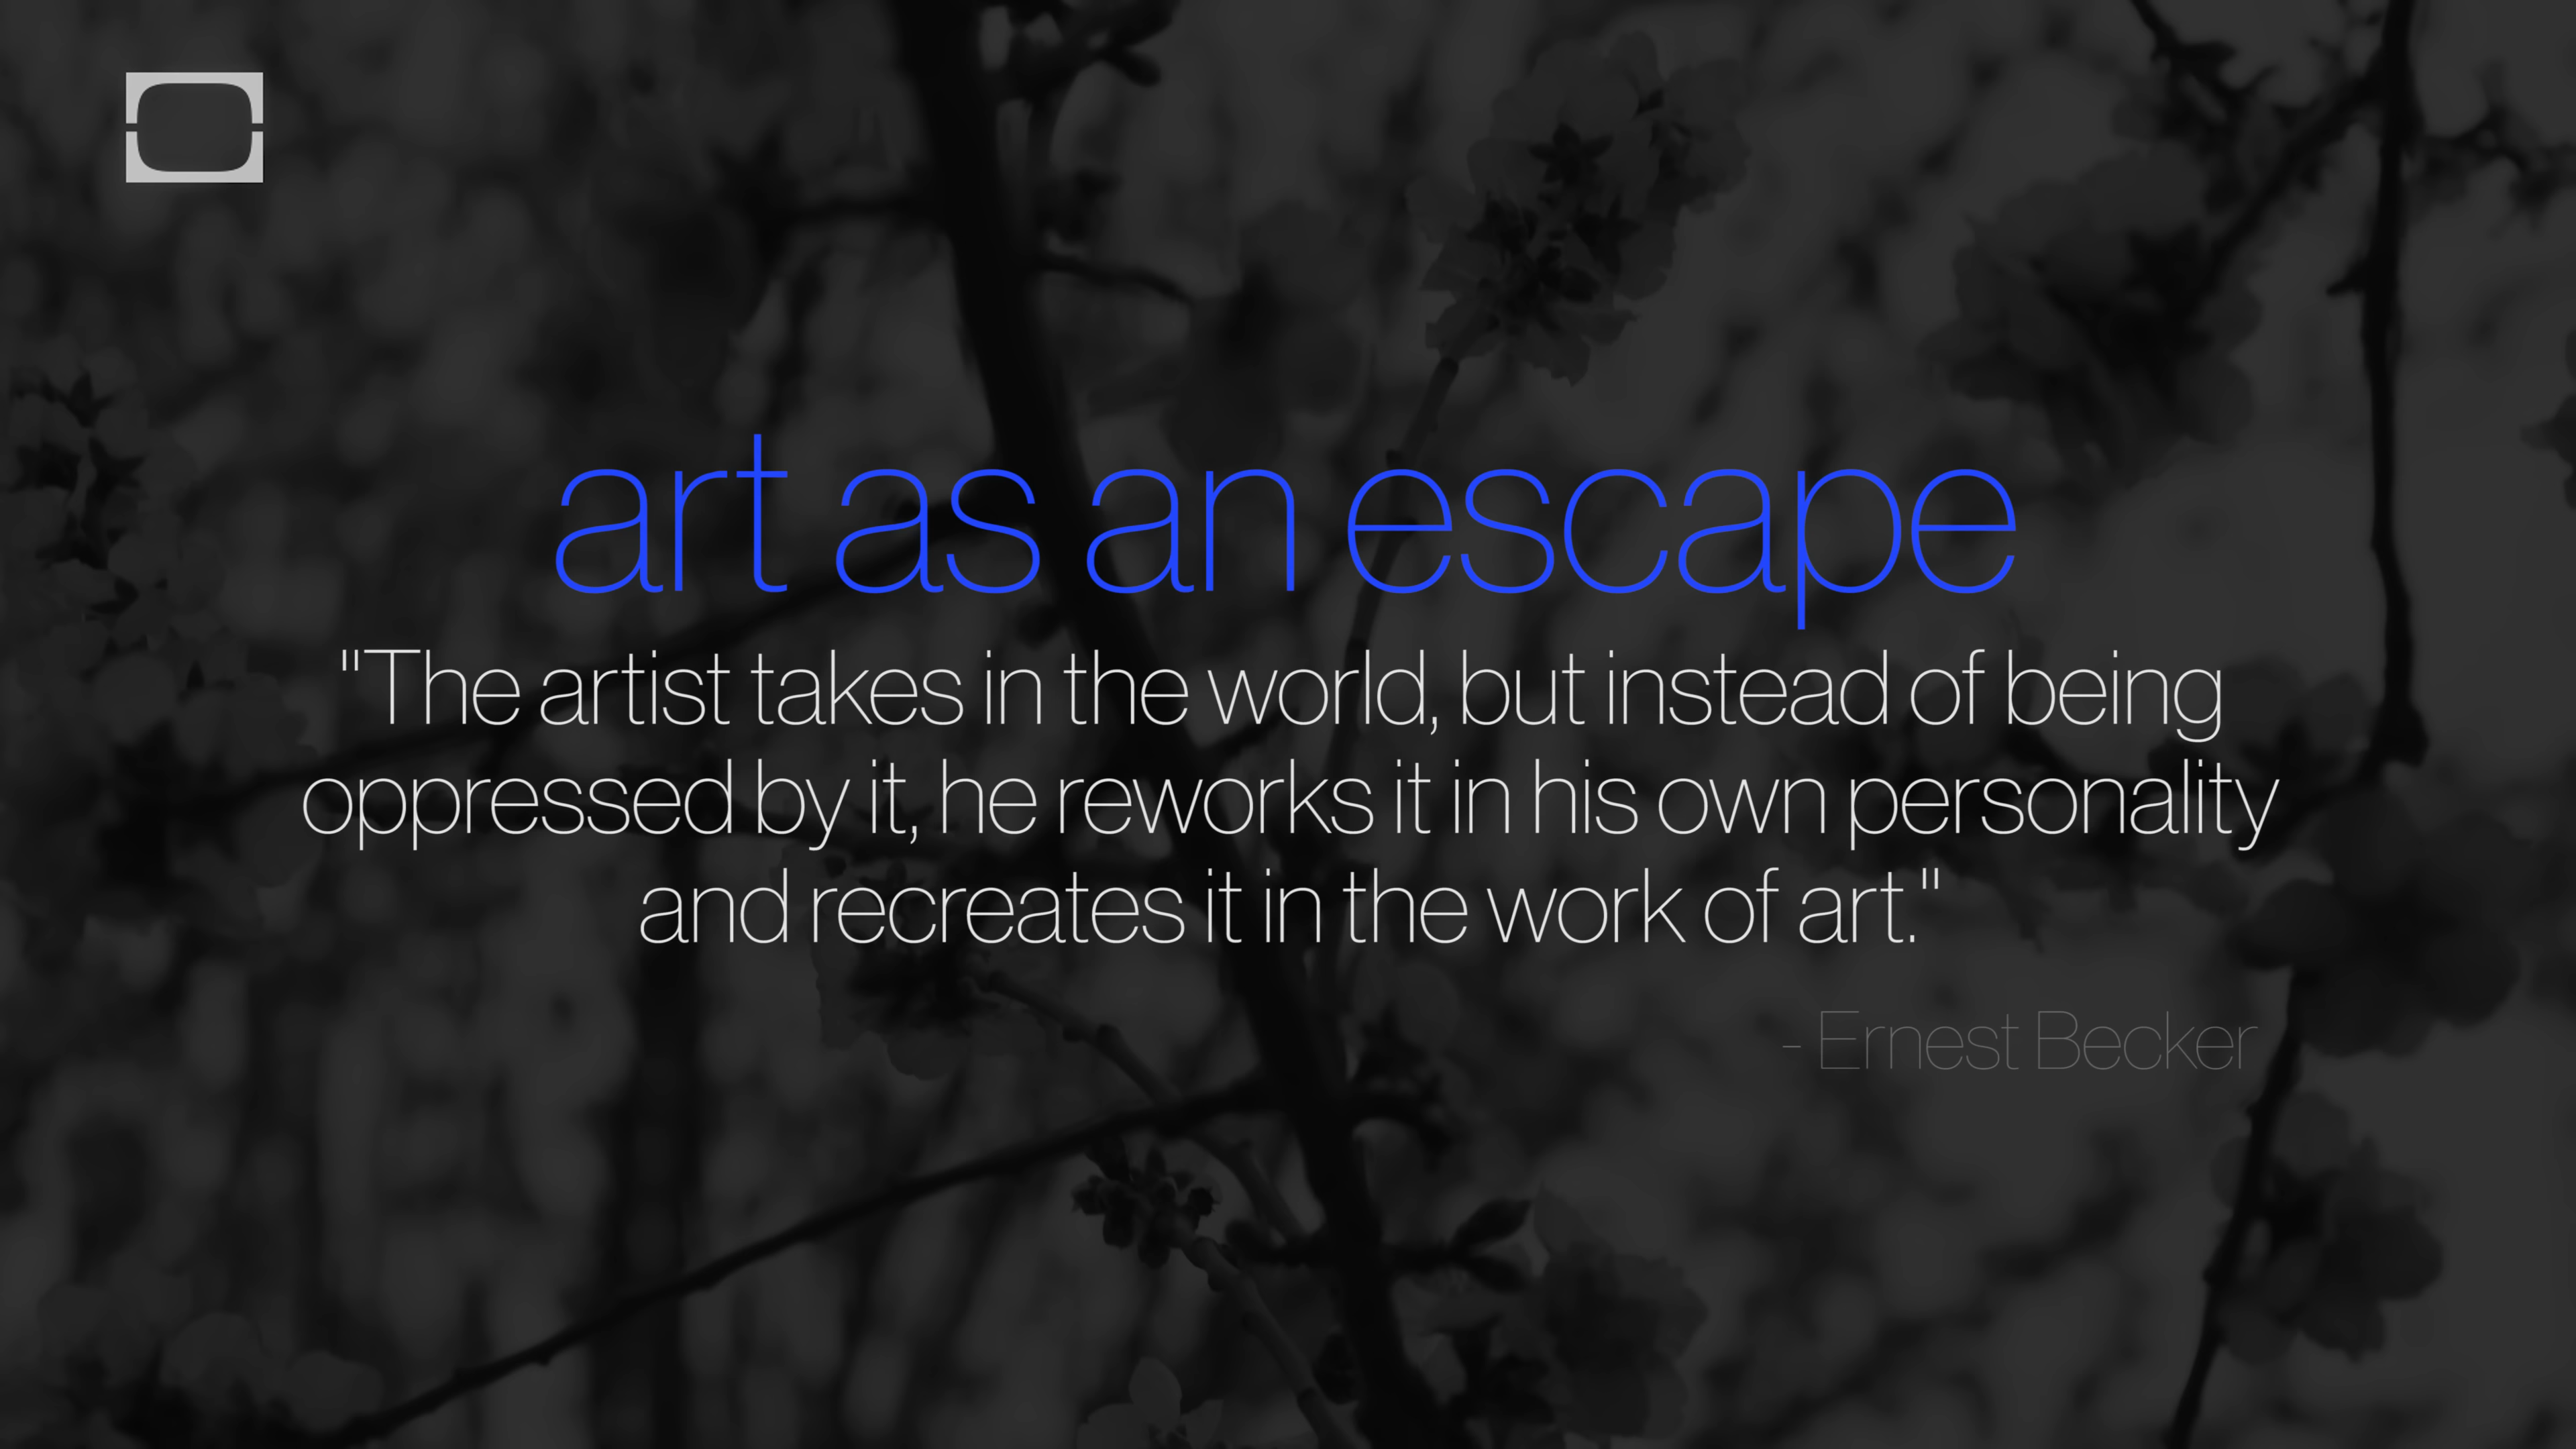 art as an escape
"The artist takes in the world, but instead of being
oppressed by it, he reworks it in his own personality
and recreates it in the work of art."
- Ernest Becker